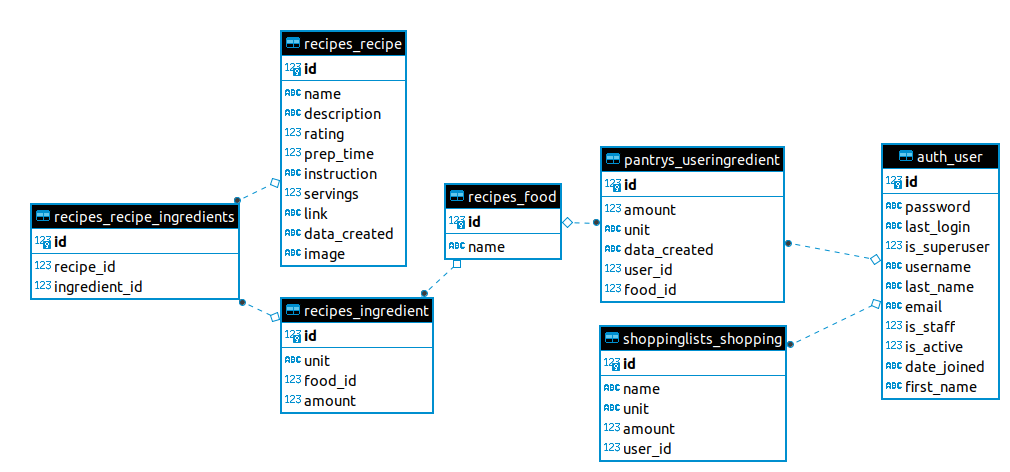 recipes_recipe
123 id
ABC name
ABC description
123 rating
123 prep_time
123 instruction
123 servings
ABC link
ABC data_created
ABC image
recipes_recipe_ingredients
123 id
123 recipe_id
123 ingredient_id
recipes_ingredient
123 id
ABC unit
123 food_id
123 amount
recipes_food
123 id
ABC name
pantrys_useringredient
123 id
123 amount
ABC unit
ABC data_created
123 user_id
123 food_id
shoppinglists_shopping
123 id
ABC name
ABC unit
123 amount
123 user_id
auth_user
123 id
ABC password
ABC last_login
123 is_superuser
ABC username
ABC last_name
ABC email
123 is_staff
123 is_active
ABC date_joined
ABC first_name